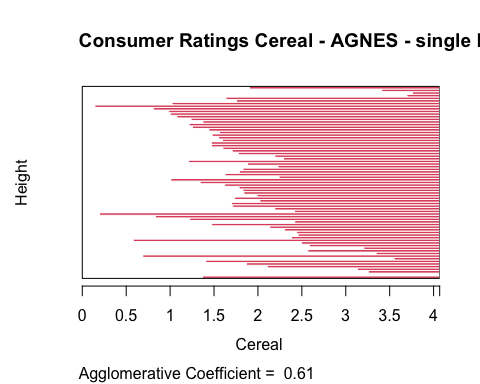 Consumer Ratings Cereal - AGNES - single
Height
0 0.5 1 1.5 2 2.5 3 3.5 4
Cereal
Agglomerative Coefficient = 0.61